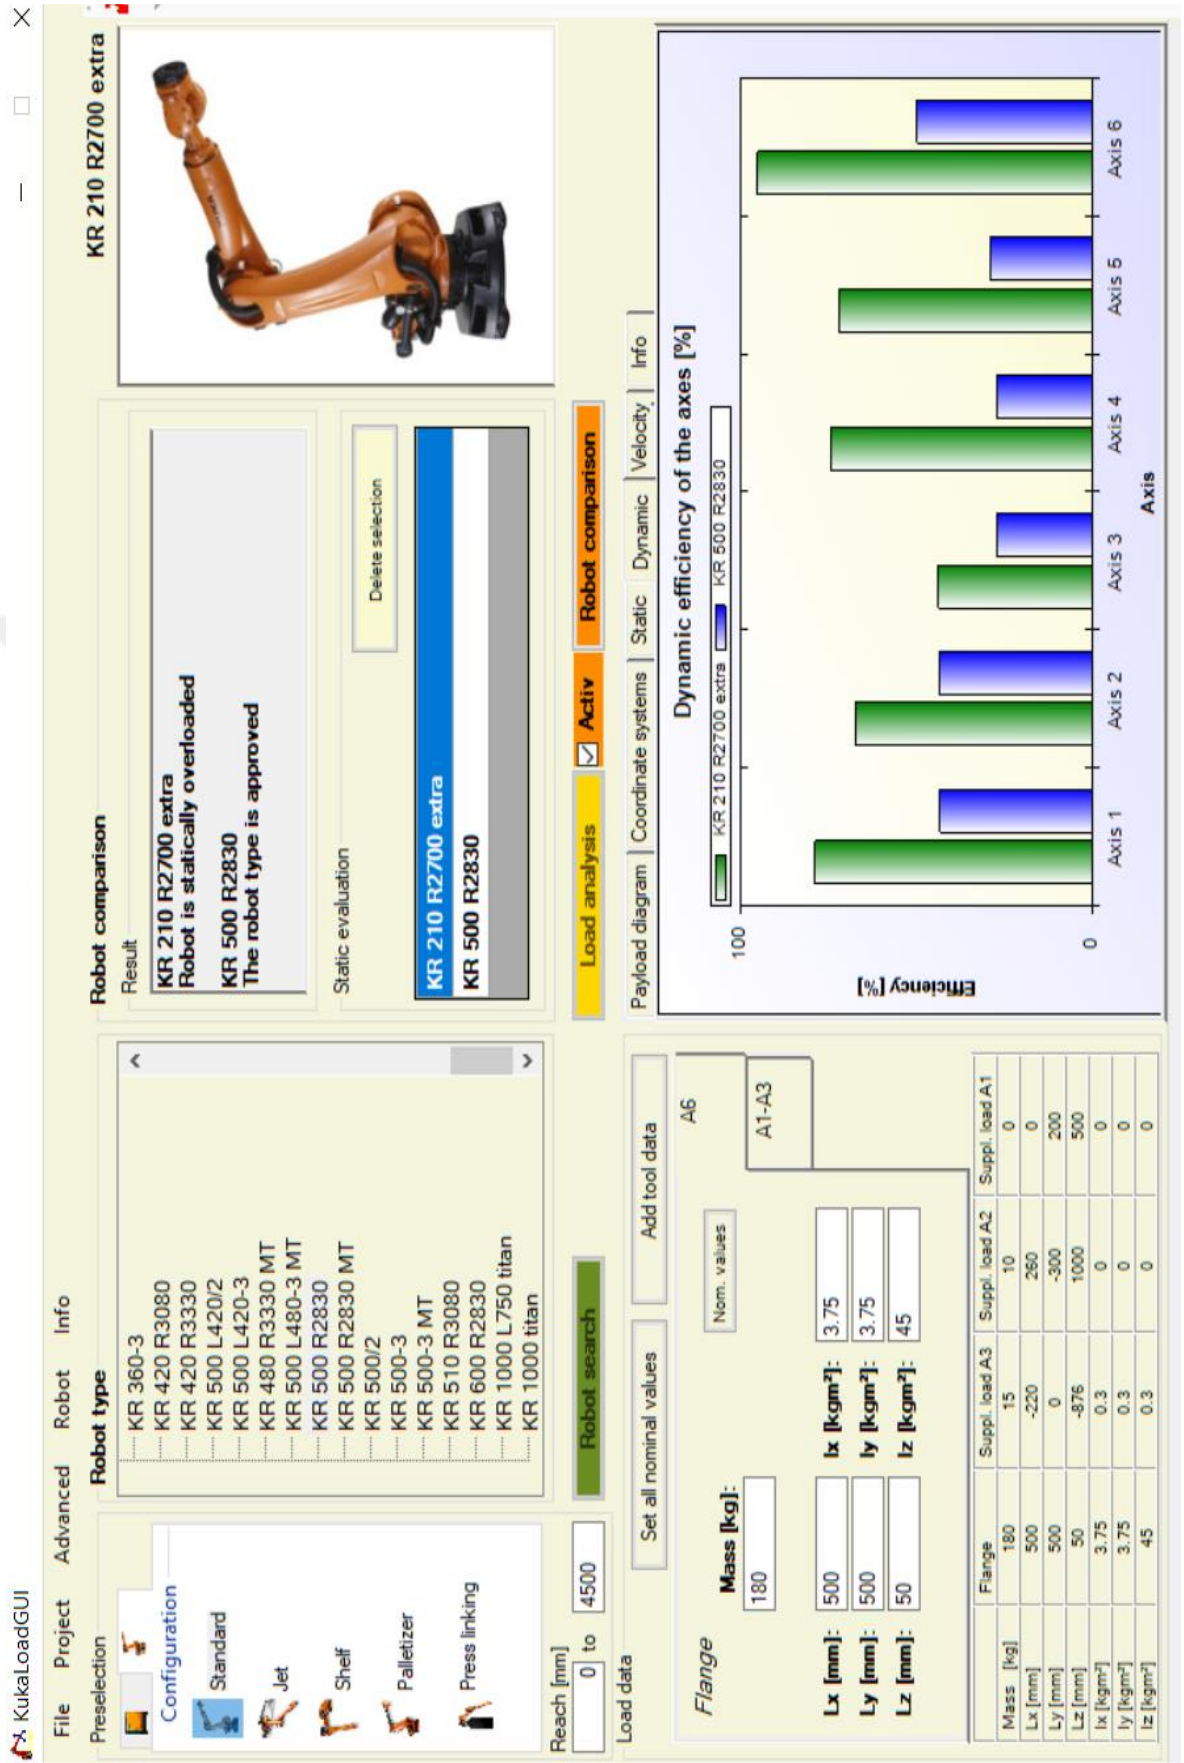 KukaLoadGUI
File Project Advanced Robot Info
Preselection
Configuration
Standard
Jet
Shelf
Palletizer
Press linking
Reach [mm]
0 to 4500
Robot type
KR 360-3
KR 420 R3080
KR 420 R3330
KR 500 L420/2
KR 500 L420-3
KR 480 R3330 MT
KR 500 L480-3 MT
KR 500 R2830
KR 500 R2830 MT
KR 500/2
KR 500-3
KR 500-3 MT
KR 510 R3080
KR 600 R2830
KR 1000 L750 titan
KR 1000 titan
Robot search
Robot comparison
Result
KR 210 R2700 extra
Robot is statically overloaded
KR 500 R2830
The robot type is approved
Static evaluation
Delete selection
KR 210 R2700 extra
KR 500 R2830
Load analysis Activ Robot comparison
KR 210 R2700 extra
Load data
Set all nominal values Add tool data
A6
A1-A3
Flange
Mass [kg]:
180
Nom. values
Lx [mm]: 500 Ix [kgm²]: 3.75
Ly [mm]: 500 Iy [kgm²]: 3.75
Lz [mm]: 50 Iz [kgm²]: 45
Flange Suppl. load A3 Suppl. load A2 Suppl. load A1
Mass [kg] 180 15 10 0
Lx [mm] 500 -220 260 0
Ly [mm] 500 0 -300 200
Lz [mm] 50 -876 1000 500
Ix [kgm²] 3.75 0.3 0 0
Iy [kgm²] 3.75 0.3 0 0
Iz [kgm²] 45 0.3 0 0
Payload diagram Coordinate systems Static Dynamic Velocity Info
Dynamic efficiency of the axes [%]
KR 210 R2700 extra KR 500 R2830
100
Efficiency [%]
0
Axis 1 Axis 2 Axis 3 Axis 4 Axis 5 Axis 6
Axis